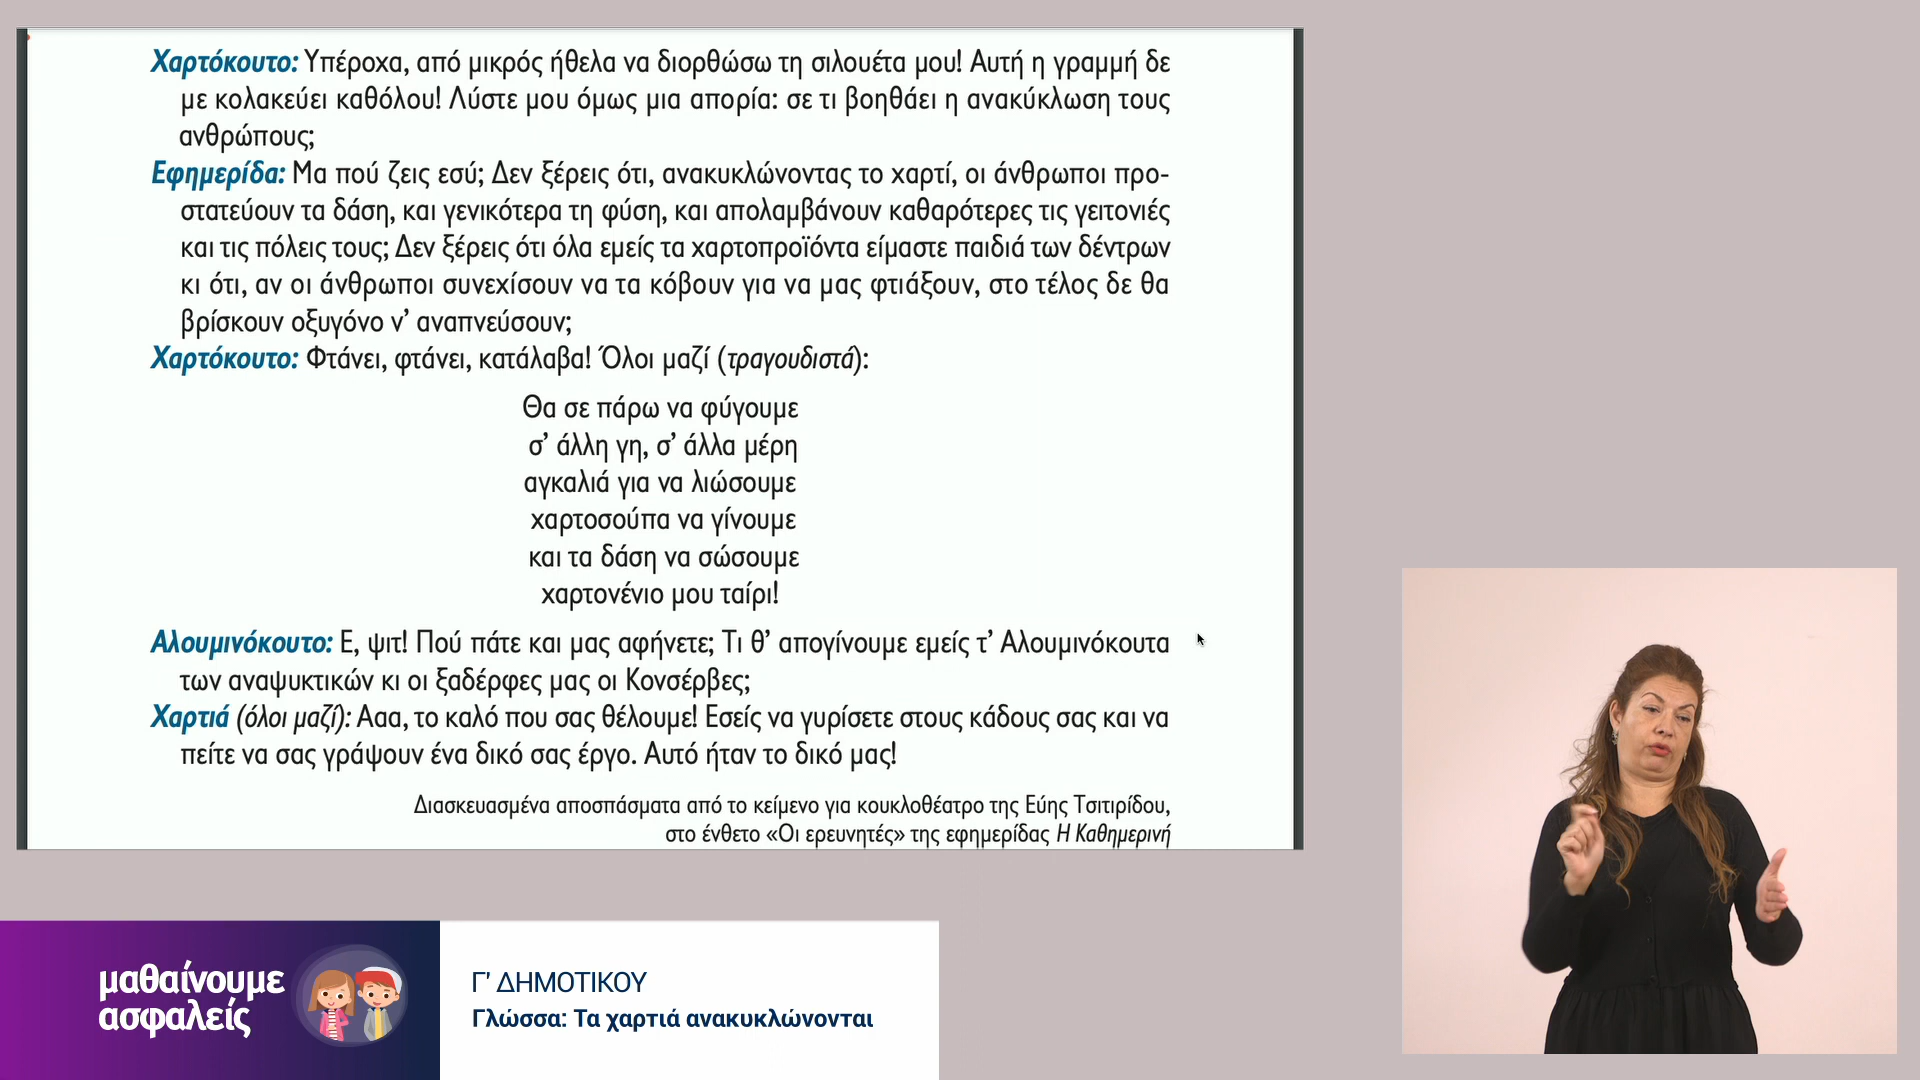 Χαρτόκουτο: Υπέροχα, από μικρός ήθελα να διορθώσω τη σιλουέτα μου! Αυτή η γραμμή δε
με κολακεύει καθόλου! Λύστε μου όμως μια απορία: σε τι βοηθάει η ανακύκλωση τους
ανθρώπους;
Εφημερίδα: Μα πού ζεις εσύ; Δεν ξέρεις ότι, ανακυκλώνοντας το χαρτί, οι άνθρωποι προ-
στατεύουν τα δάση, και γενικότερα τη φύση, και απολαμβάνουν καθαρότερες τις γειτονιές
και τις πόλεις τους; Δεν ξέρεις ότι όλα εμείς τα χαρτοπροϊόντα είμαστε παιδιά των δέντρων
κι ότι, αν οι άνθρωποι συνεχίσουν να τα κόβουν για να μας φτιάξουν, στο τέλος δε θα
βρίσκουν οξυγόνο ν’ αναπνεύσουν;
Χαρτόκουτο: Φτάνει, φτάνει, κατάλαβα! Όλοι μαζί (τραγουδιστά):
Θα σε πάρω να φύγουμε
σ’ άλλη γη, σ’ άλλα μέρη
αγκαλιά για να λιώσουμε
χαρτοσούπα να γίνουμε
και τα δάση να σώσουμε
χαρτονένιο μου ταίρι!
Αλουμινόκουτο: Ε, ψιτ! Πού πάτε και μας αφήνετε; Τι θ’ απογίνουμε εμείς τ’ Αλουμινόκουτα
των αναψυκτικών κι οι ξαδέρφες μας οι Κονσέρβες;
Χαρτιά (όλοι μαζί): Ααα, το καλό που σας θέλουμε! Εσείς να γυρίσετε στους κάδους σας και να
πείτε να σας γράψουν ένα δικό σας έργο. Αυτό ήταν το δικό μας!
Διασκευασμένα αποσπάσματα από το κείμενο για κουκλοθέατρο της Εύης Τσιτιρίδου,
στο ένθετο «Οι ερευνητές» της εφημερίδας Η Καθημερινή
μαθαίνουμε
ασφαλείς
Γ’ ΔΗΜΟΤΙΚΟΥ
Γλώσσα: Τα χαρτιά ανακυκλώνονται